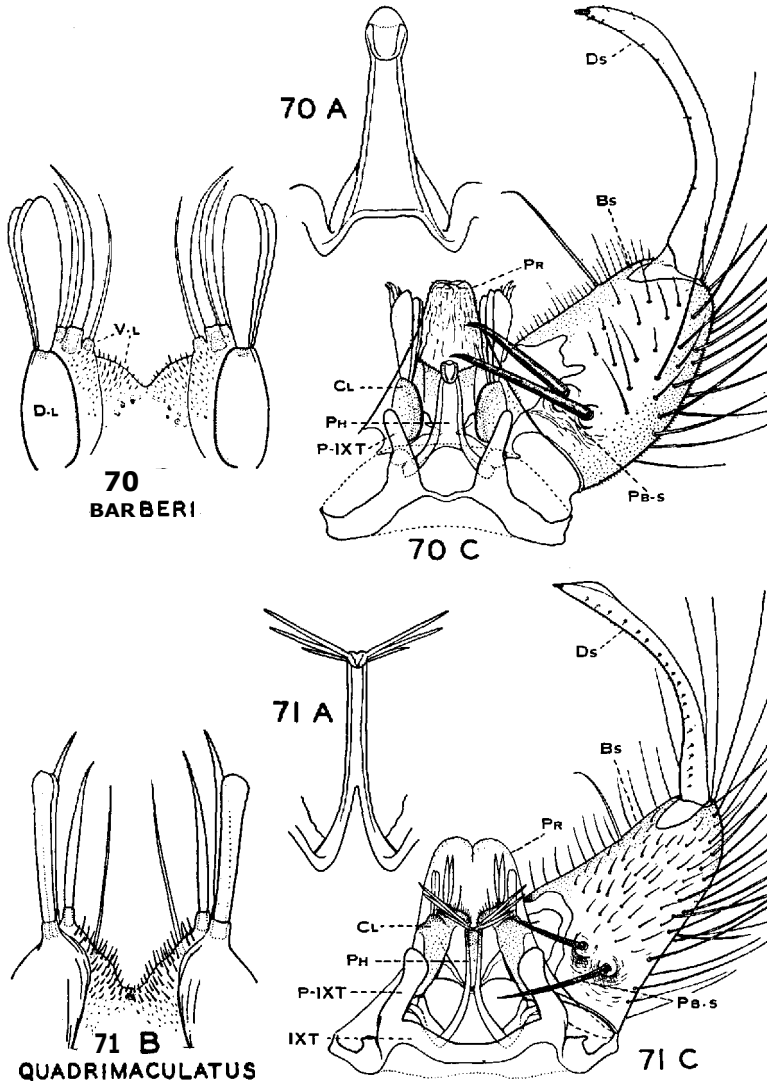 Ds
70 A
Bs
Pr
V-L
D-L
CL
PH
P-IXT
70
BARBERI
PB-S
70 C
Ds
71 A
Bs
Pr
CL
PH
P-IXT
PB-S
IXT
71 B
QUADRIMACULATUS
71 C